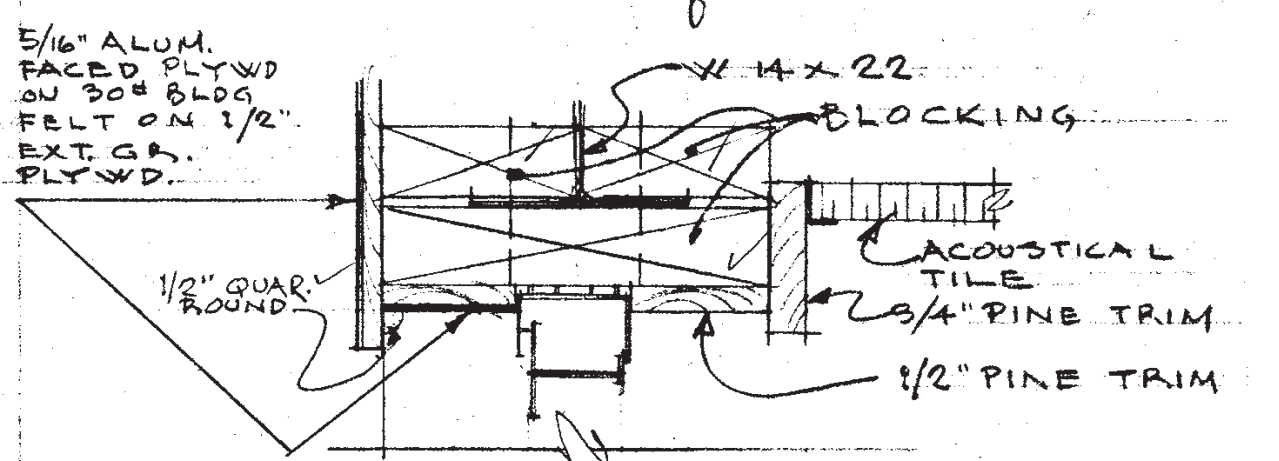 5/16" ALUM.
FACED PLYWD
ON 30# BLDG
FELT ON 1/2"
EXT. GR.
PLYWD.
W 14 x 22
BLOCKING
ACOUSTICAL
TILE
1/2" QUAR.
ROUND
3/4" PINE TRIM
1/2" PINE TRIM